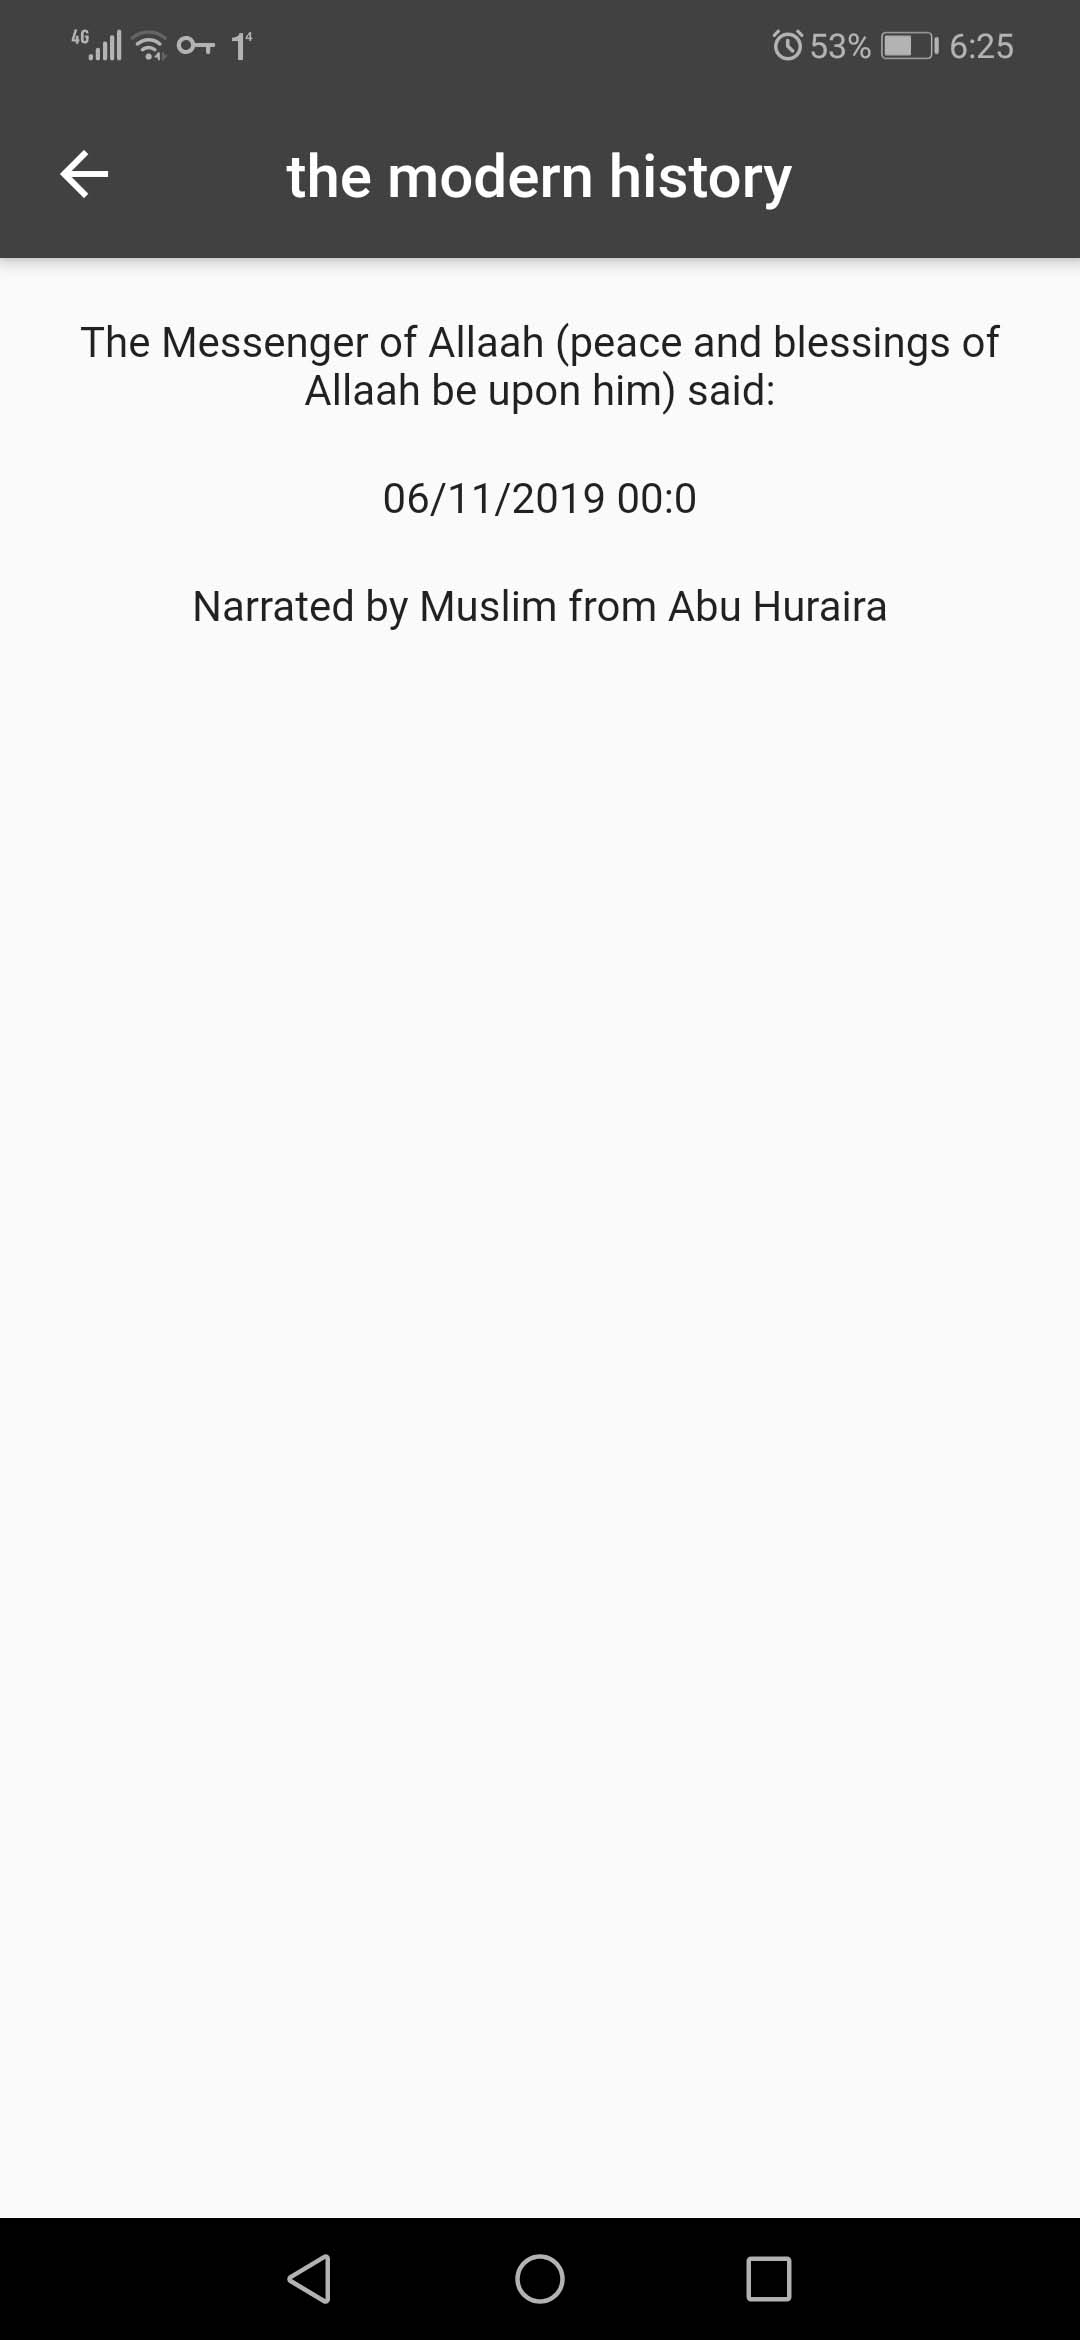 4G 1 4 53% 6:25
the modern history
The Messenger of Allaah (peace and blessings of
Allaah be upon him) said:
06/11/2019 00:0
Narrated by Muslim from Abu Huraira